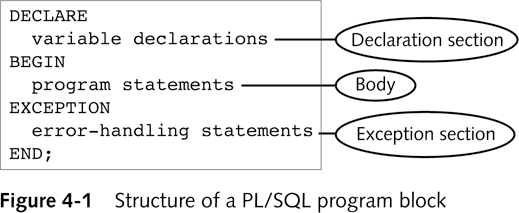 DECLARE
variable declarations Declaration section
BEGIN
program statements Body
EXCEPTION
error-handling statements Exception section
END;
Figure 4-1 Structure of a PL/SQL program block